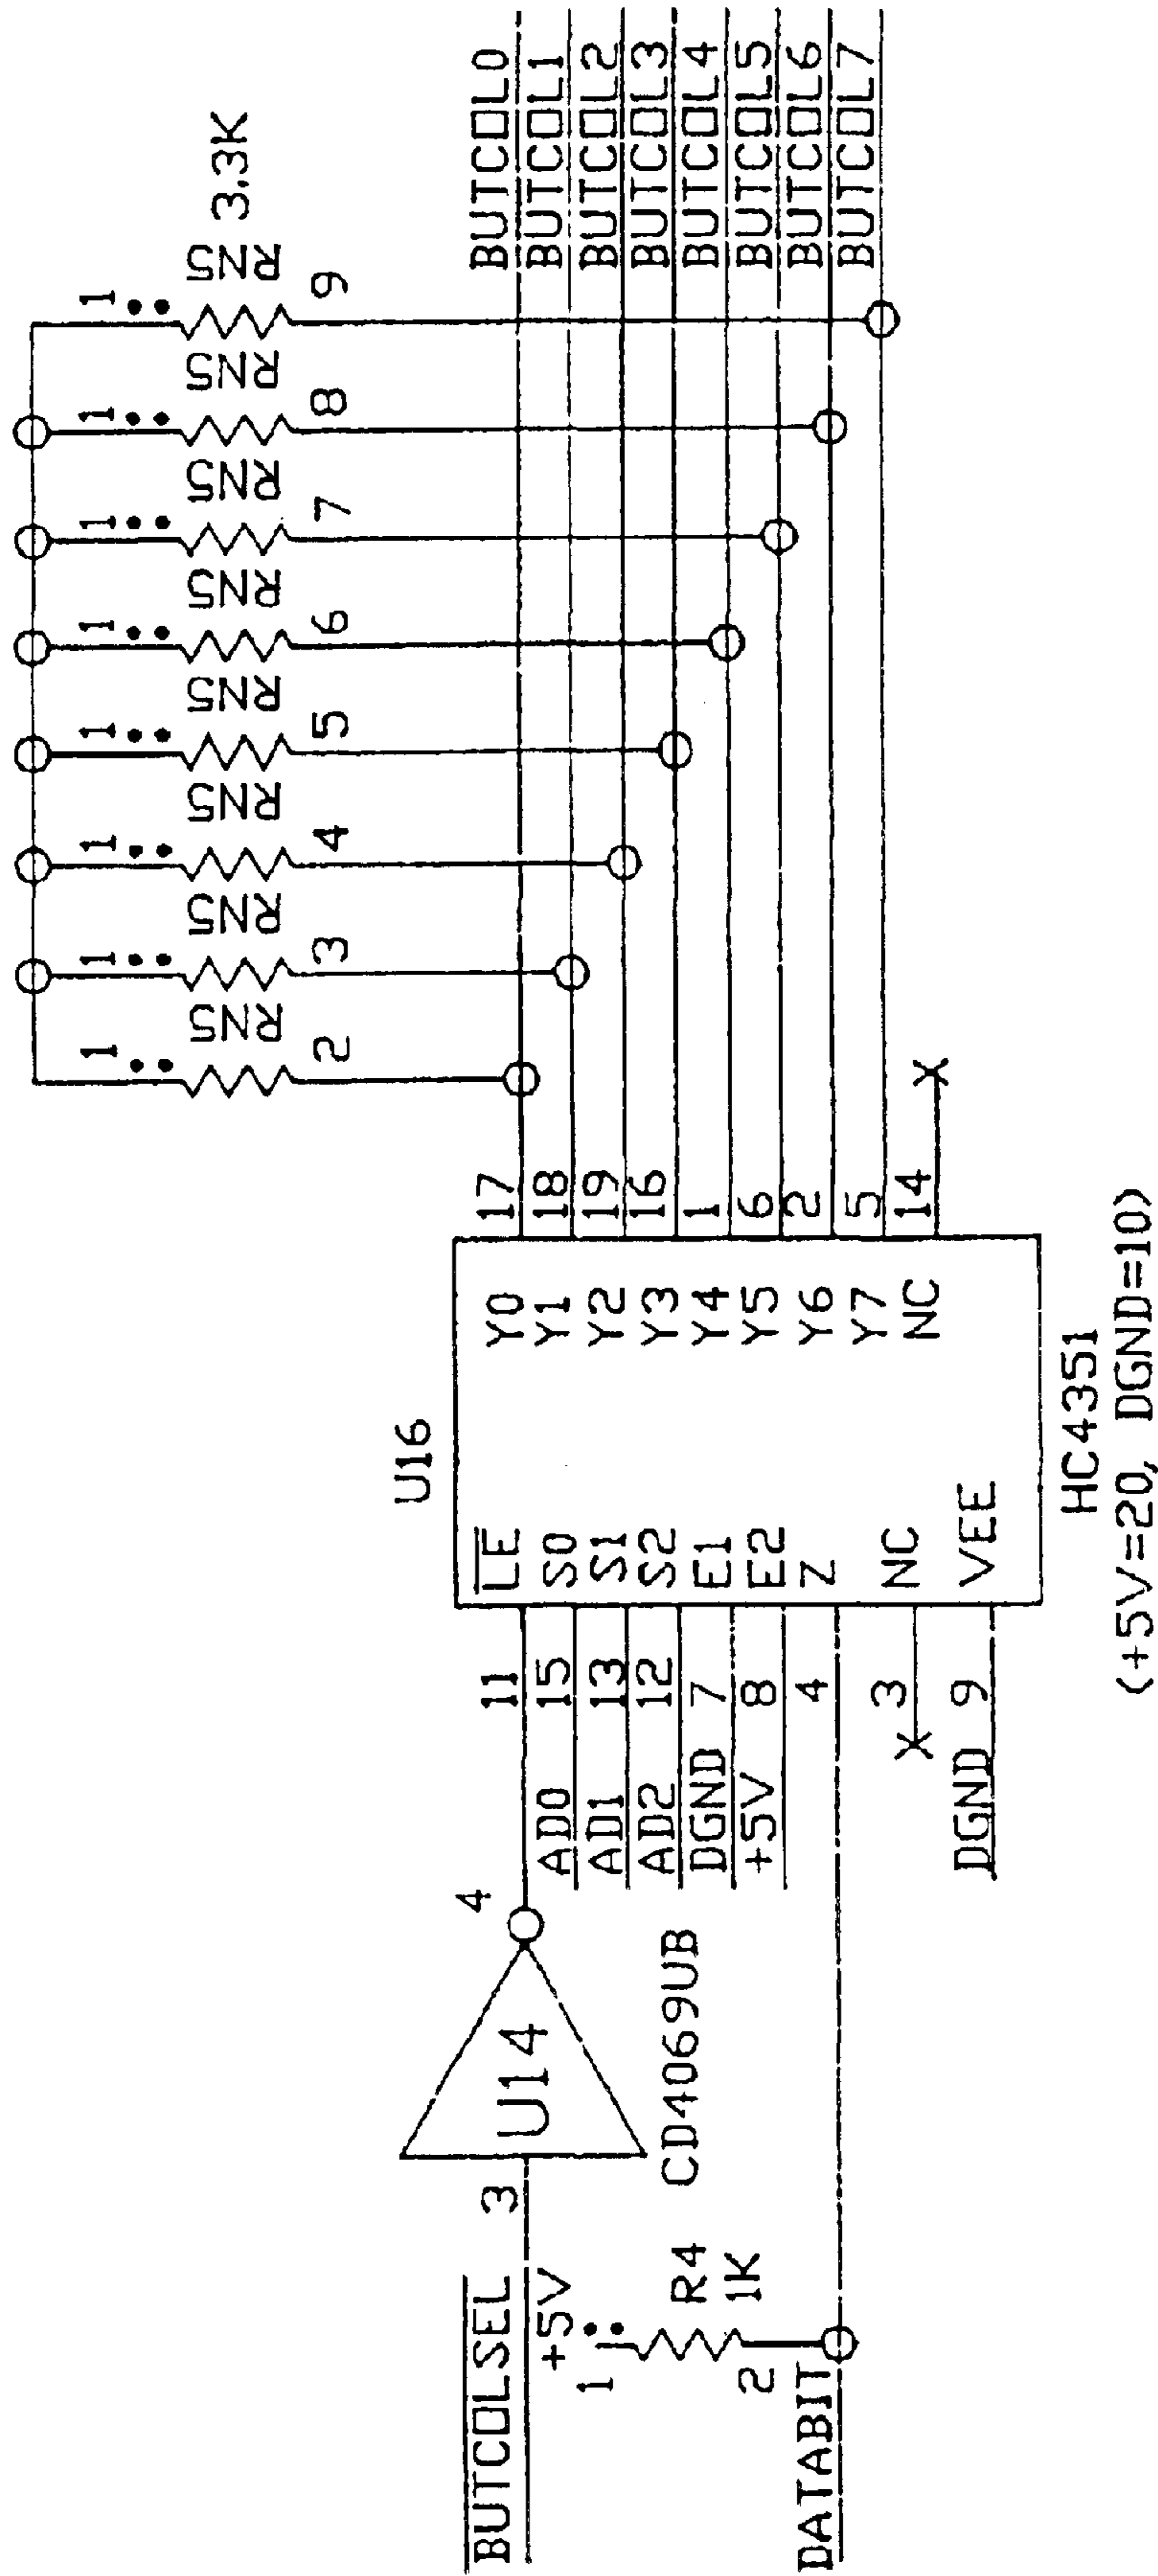 3.3K
1 RN5 2
1 RN5 3
1 RN5 4
1 RN5 5
1 RN5 6
1 RN5 7
1 RN5 8
1 RN5 9
BUTCOL0
BUTCOL1
BUTCOL2
BUTCOL3
BUTCOL4
BUTCOL5
BUTCOL6
BUTCOL7
U16
LE Y0 17
S0 Y1 18
S1 Y2 19
S2 Y3 16
E1 Y4 1
E2 Y5 6
Z Y6 2
Y7 5
NC NC 14
VEE
HC4351
(+5V=20, DGND=10)
11
AD0 15
AD1 13
AD2 12
DGND 7
+5V 8
4
X 3
X
DGND 9
BUTCOLSEL 3
U14
4
CD4069UB
+5V
1
R4
1K
2
DATABIT